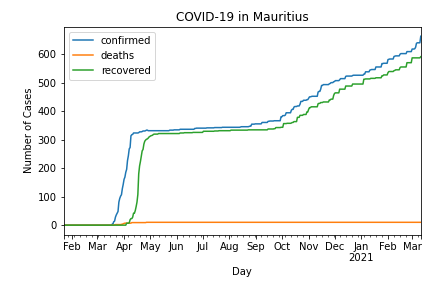 COVID-19 in Mauritius
confirmed
deaths
recovered
Number of Cases
600
500
400
300
200
100
0
Feb Mar Apr May Jun Jul Aug Sep Oct Nov Dec Jan Feb Mar
2021
Day